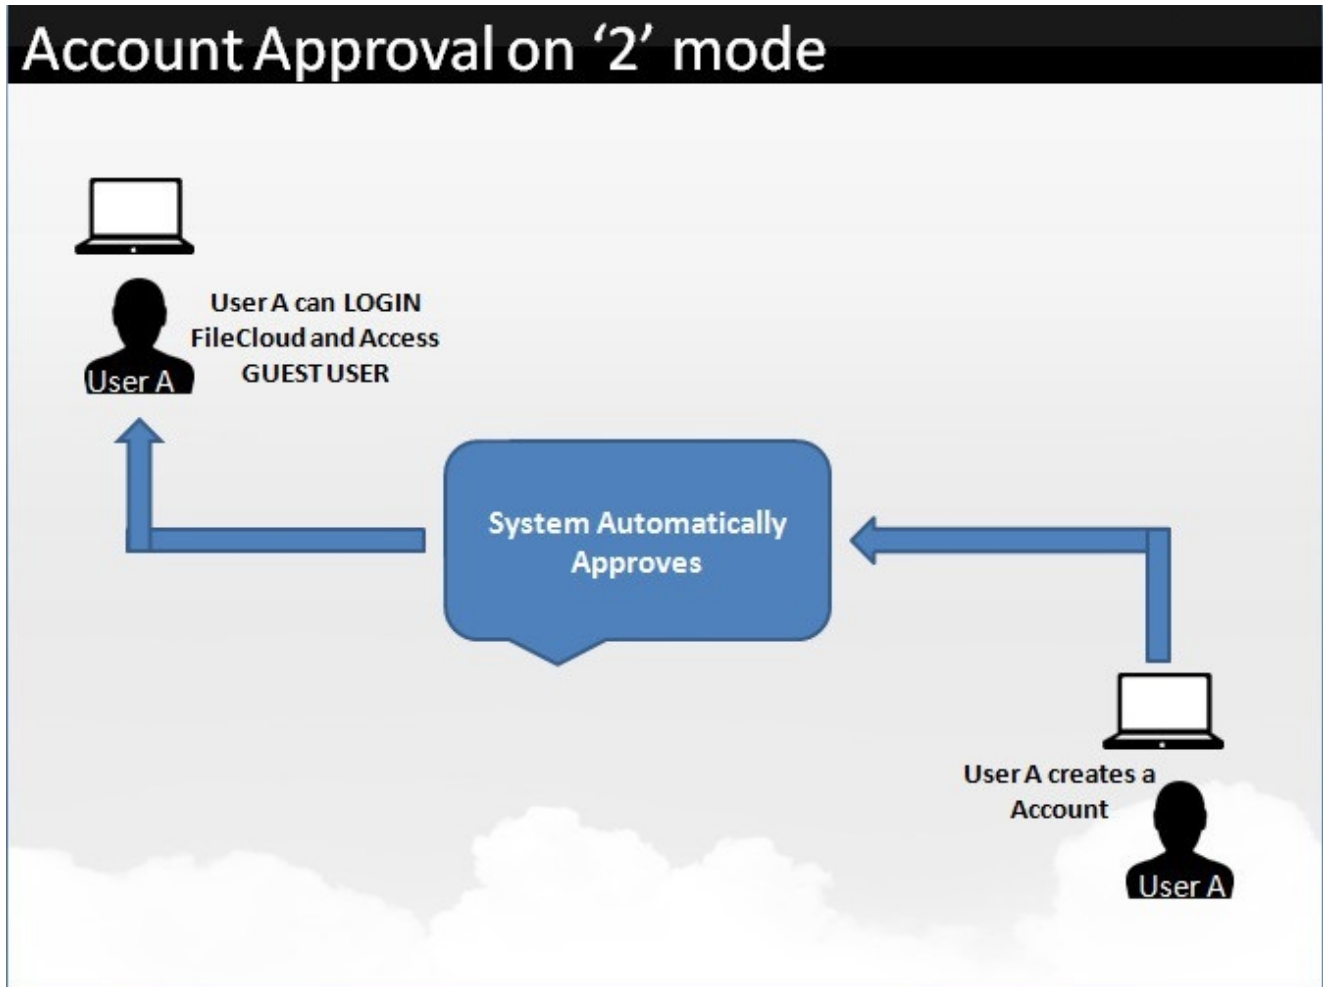 Account Approval on ‘2’ mode
User A can LOGIN
FileCloud and Access
GUEST USER
User A
System Automatically
Approves
User A creates a
Account
User A